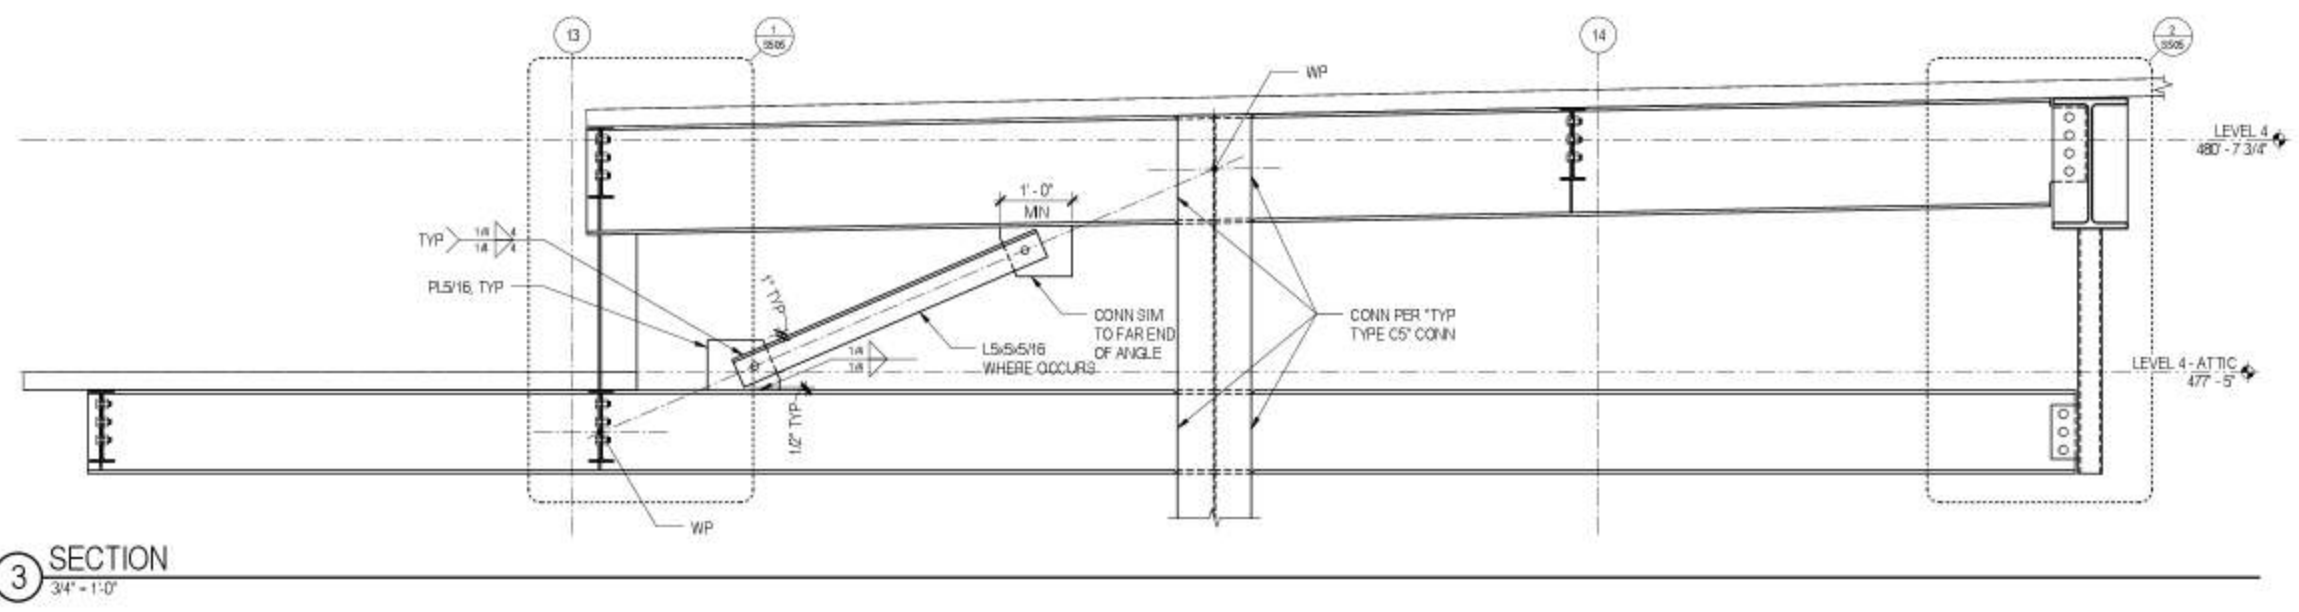 13
1
S505
14
2
S505
WP
LEVEL 4
480' - 7 3/4"
1' - 0"
MIN
TYP
1/4
4
1/4
4
PL5/16, TYP
1" TYP
CONN SIM
TO FAR END
OF ANGLE
CONN PER "TYP
TYPE C5" CONN
L5x5x5/16
WHERE OCCURS
1/4
1/4
LEVEL 4 - ATTIC
477' - 5"
1/2" TYP
WP
3
SECTION
3/4" = 1'-0"